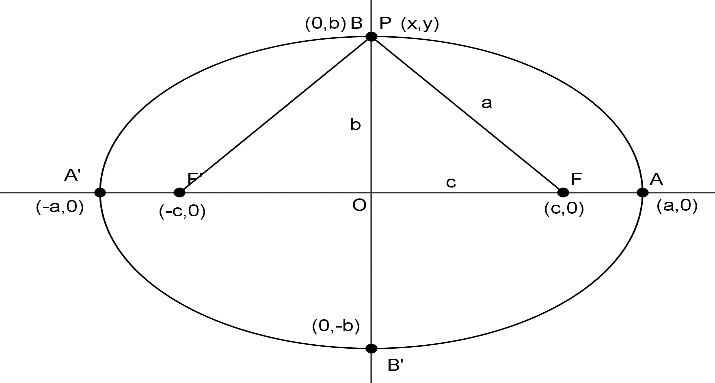 (0,b) B P (x,y)
a
b
A' F' F A
c
(-a,0) (-c,0) O (c,0) (a,0)
(0,-b)
B'